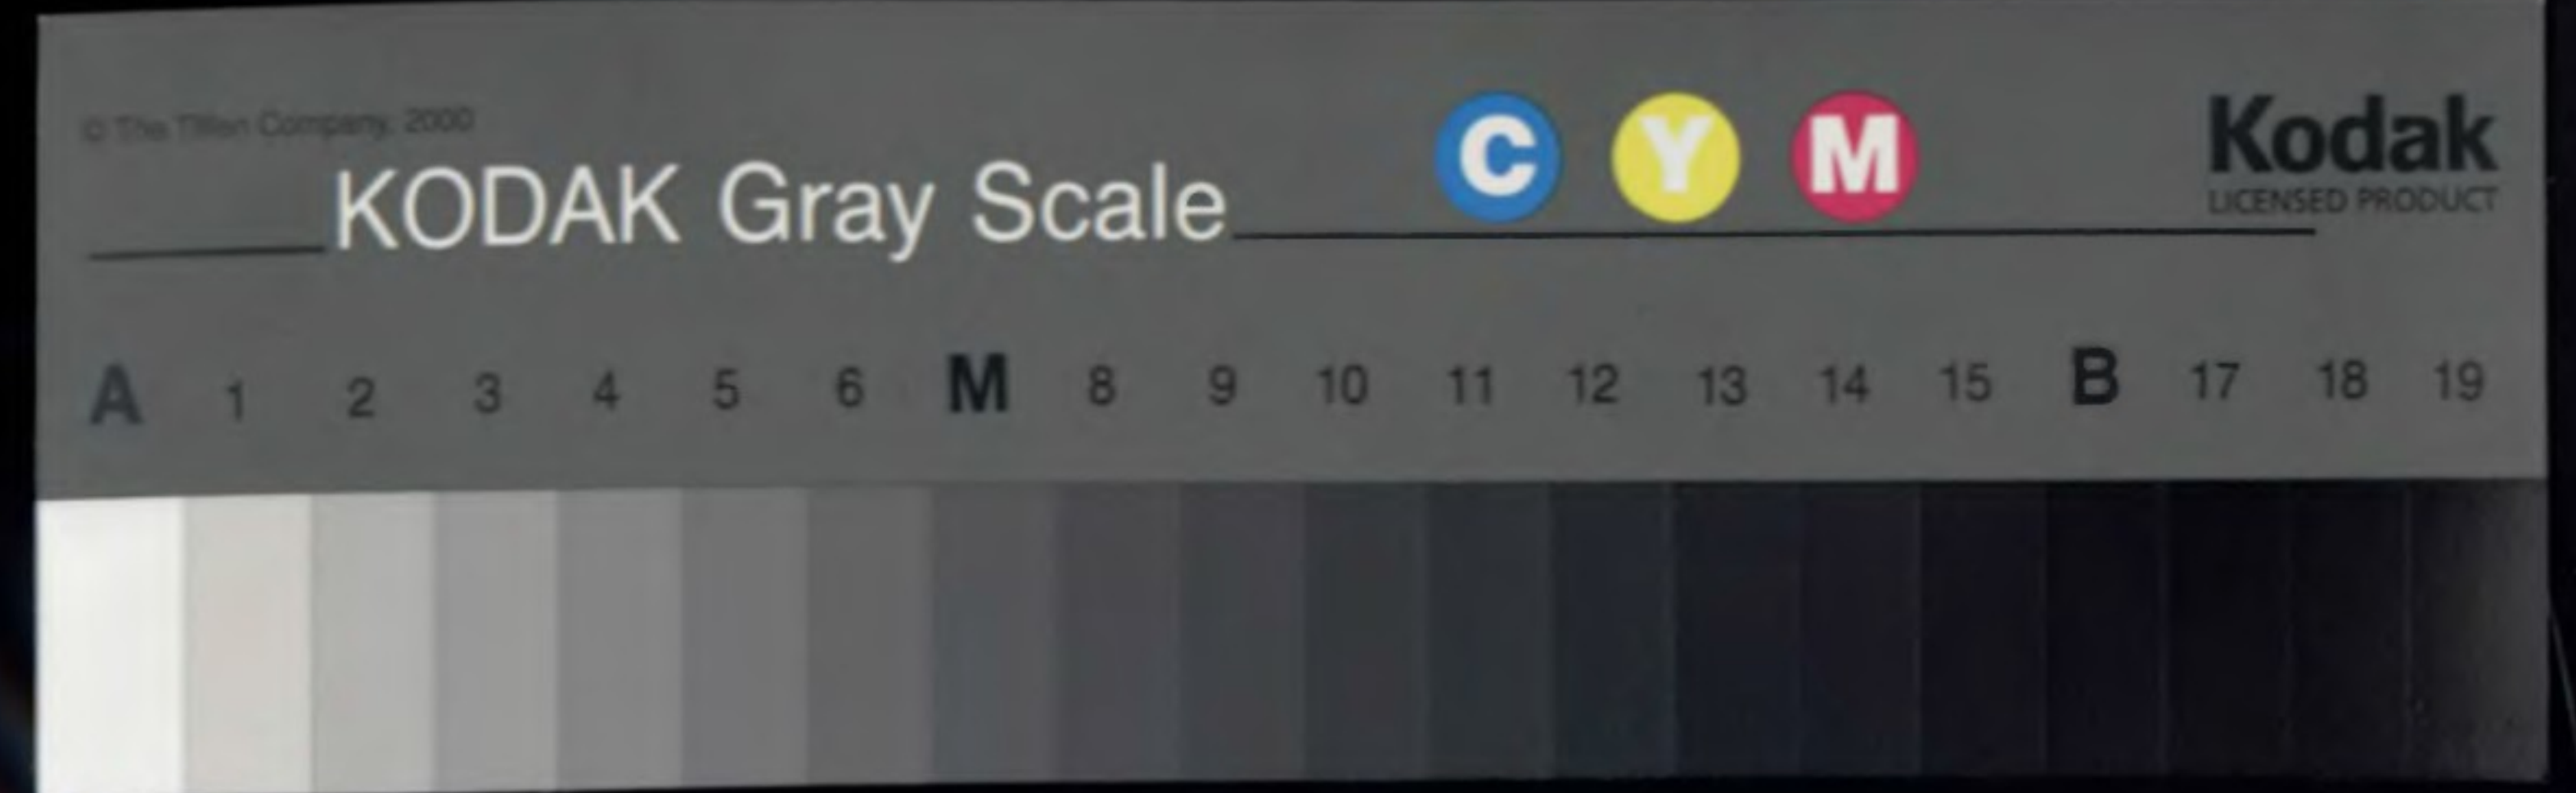 © The Tiffen Company, 2000
KODAK Gray Scale
C Y M
Kodak
LICENSED PRODUCT
A 1 2 3 4 5 6 M 8 9 10 11 12 13 14 15 B 17 18 19